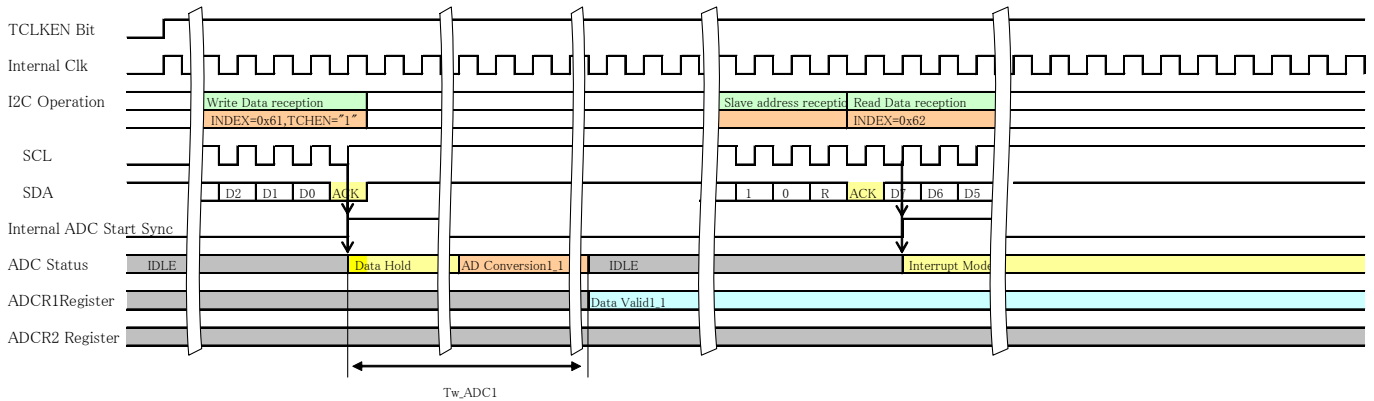 TCLKEN Bit
Internal Clk
I2C Operation
Write Data reception
Slave address receptio
Read Data reception
INDEX=0x61,TCHEN="1"
INDEX=0x62
SCL
SDA
D2 D1 D0 ACK
1 0 R ACK D7 D6 D5
Internal ADC Start Sync
ADC Status
IDLE
Data Hold
AD Conversion1_1
IDLE
Interrupt Mode
ADCR1Register
Data Valid1_1
ADCR2 Register
Tw_ADC1